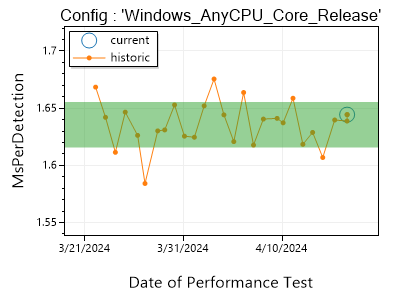 Config : 'Windows_AnyCPU_Core_Release'
current
historic
1.7
1.65
1.6
1.55
MsPerDetection
3/21/2024
3/31/2024
4/10/2024
Date of Performance Test